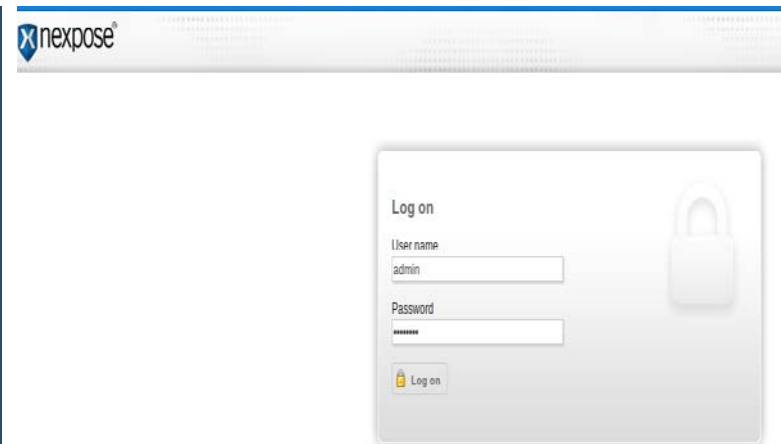 nexpose®
Log on
User name
admin
Password
••••••••
Log on